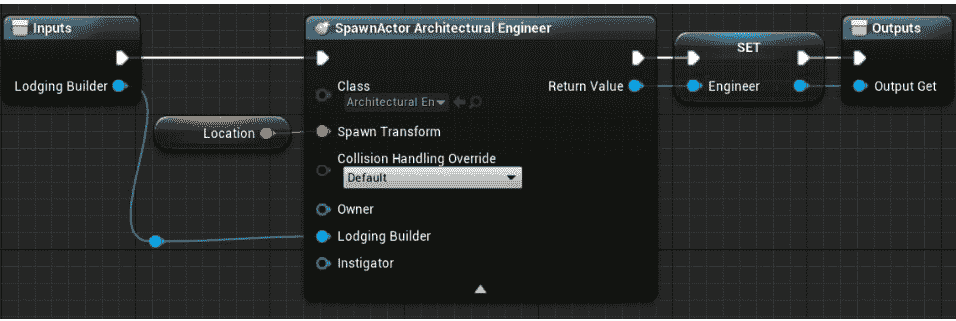 Inputs
Lodging Builder
Location
SpawnActor Architectural Engineer
Class
Architectural En
Return Value
Spawn Transform
Collision Handling Override
Default
Owner
Lodging Builder
Instigator
SET
Engineer
Outputs
Output Get